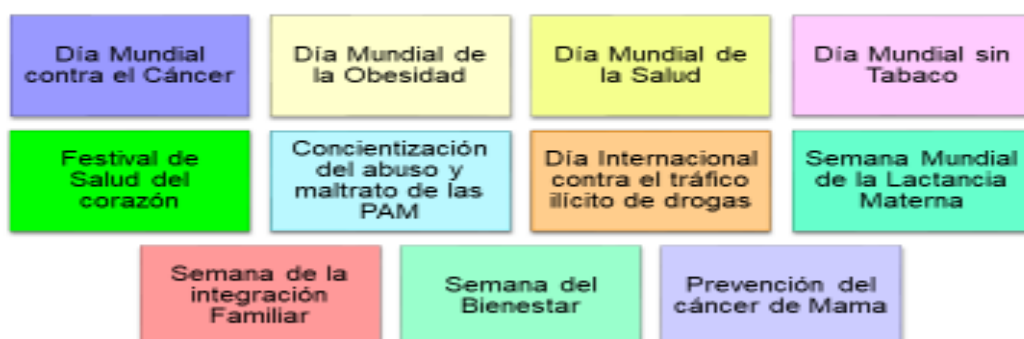 Día Mundial
contra el Cáncer
Día Mundial de
la Obesidad
Día Mundial de
la Salud
Día Mundial sin
Tabaco
Festival de
Salud del
corazón
Concientización
del abuso y
maltrato de las
PAM
Día Internacional
contra el tráfico
ilícito de drogas
Semana Mundial
de la Lactancia
Materna
Semana de la
integración
Familiar
Semana del
Bienestar
Prevención del
cáncer de Mama